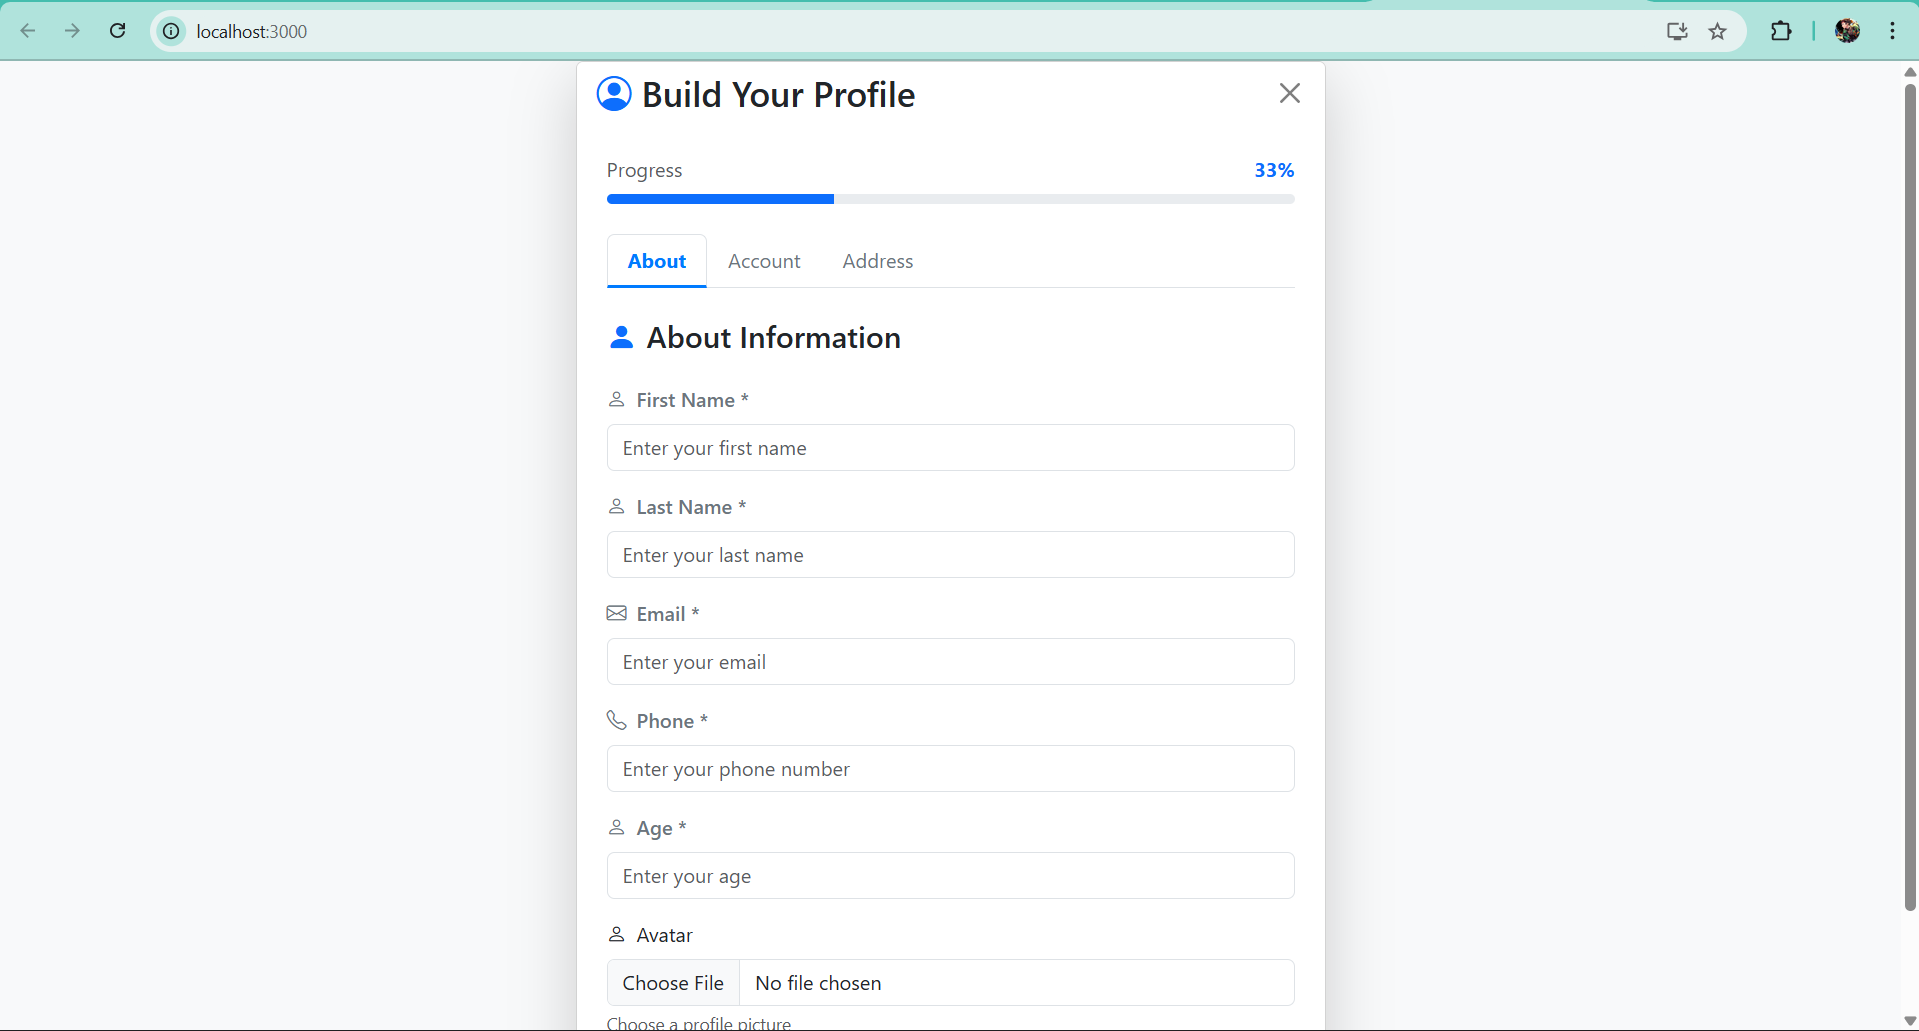 localhost:3000
Build Your Profile
Progress
33%
About Account Address
About Information
First Name *
Enter your first name
Last Name *
Enter your last name
Email *
Enter your email
Phone *
Enter your phone number
Age *
Enter your age
Avatar
Choose File No file chosen
Choose a profile picture